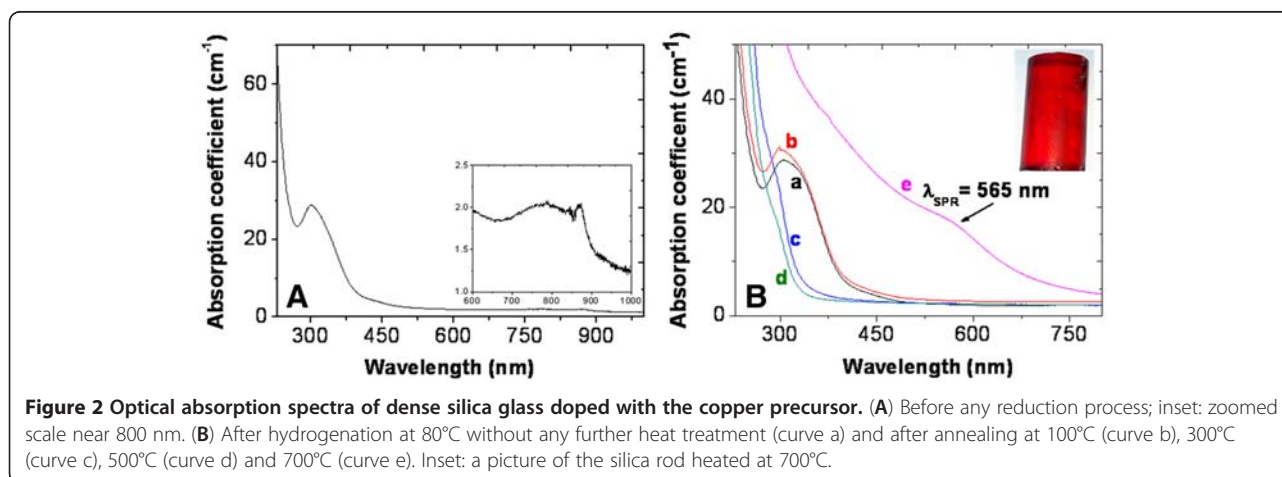 Absorption coefficient (cm⁻¹)
60
40
20
0
300
450
600
750
900
Wavelength (nm)
A
2.5
2.0
1.5
1.0
600
700
800
900
1000
Absorption coefficent (cm⁻¹)
40
20
0
300
450
600
750
Wavelength (nm)
B
b
a
c
d
e
λSPR = 565 nm
Figure 2 Optical absorption spectra of dense silica glass doped with the copper precursor. (A) Before any reduction process; inset: zoomed
scale near 800 nm. (B) After hydrogenation at 80°C without any further heat treatment (curve a) and after annealing at 100°C (curve b), 300°C
(curve c), 500°C (curve d) and 700°C (curve e). Inset: a picture of the silica rod heated at 700°C.